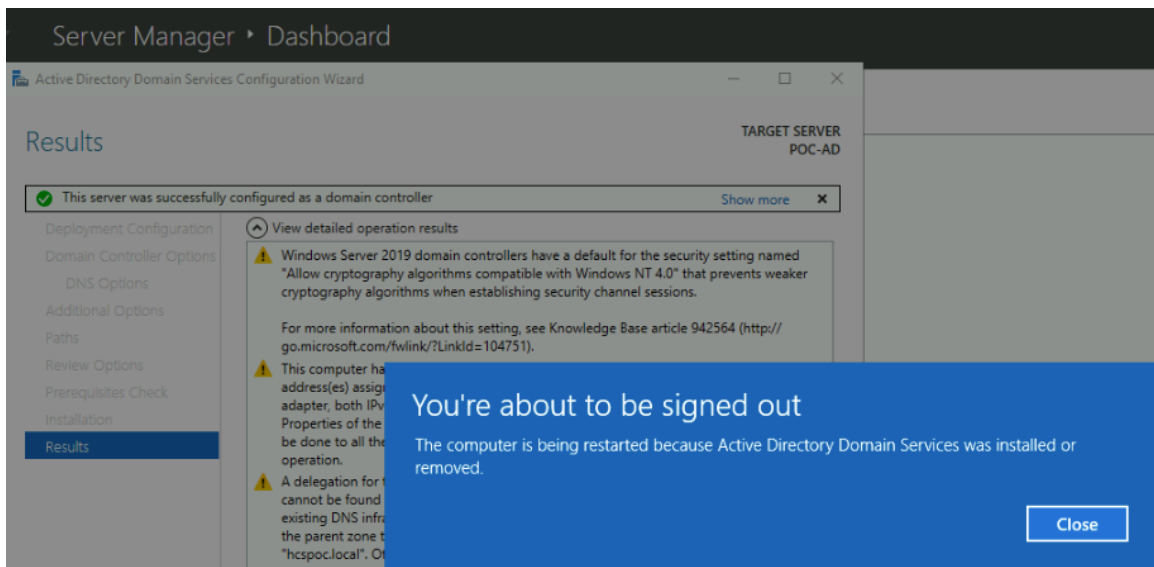 Server Manager ‣ Dashboard
Active Directory Domain Services Configuration Wizard
Results
TARGET SERVER
POC-AD
This server was successfully configured as a domain controller
Show more
Deployment Configuration
Domain Controller Options
DNS Options
Additional Options
Paths
Review Options
Prerequisites Check
Installation
Results
View detailed operation results
Windows Server 2019 domain controllers have a default for the security setting named
"Allow cryptography algorithms compatible with Windows NT 4.0" that prevents weaker
cryptography algorithms when establishing security channel sessions.
For more information about this setting, see Knowledge Base article 942564 (http://
go.microsoft.com/fwlink/?LinkId=104751).
This computer ha
address(es) assig
adapter, both IPv
Properties of the
be done to all the
operation.
A delegation for t
cannot be found
existing DNS infra
the parent zone t
"hcspoc.local". Ot
You're about to be signed out
The computer is being restarted because Active Directory Domain Services was installed or
removed.
Close